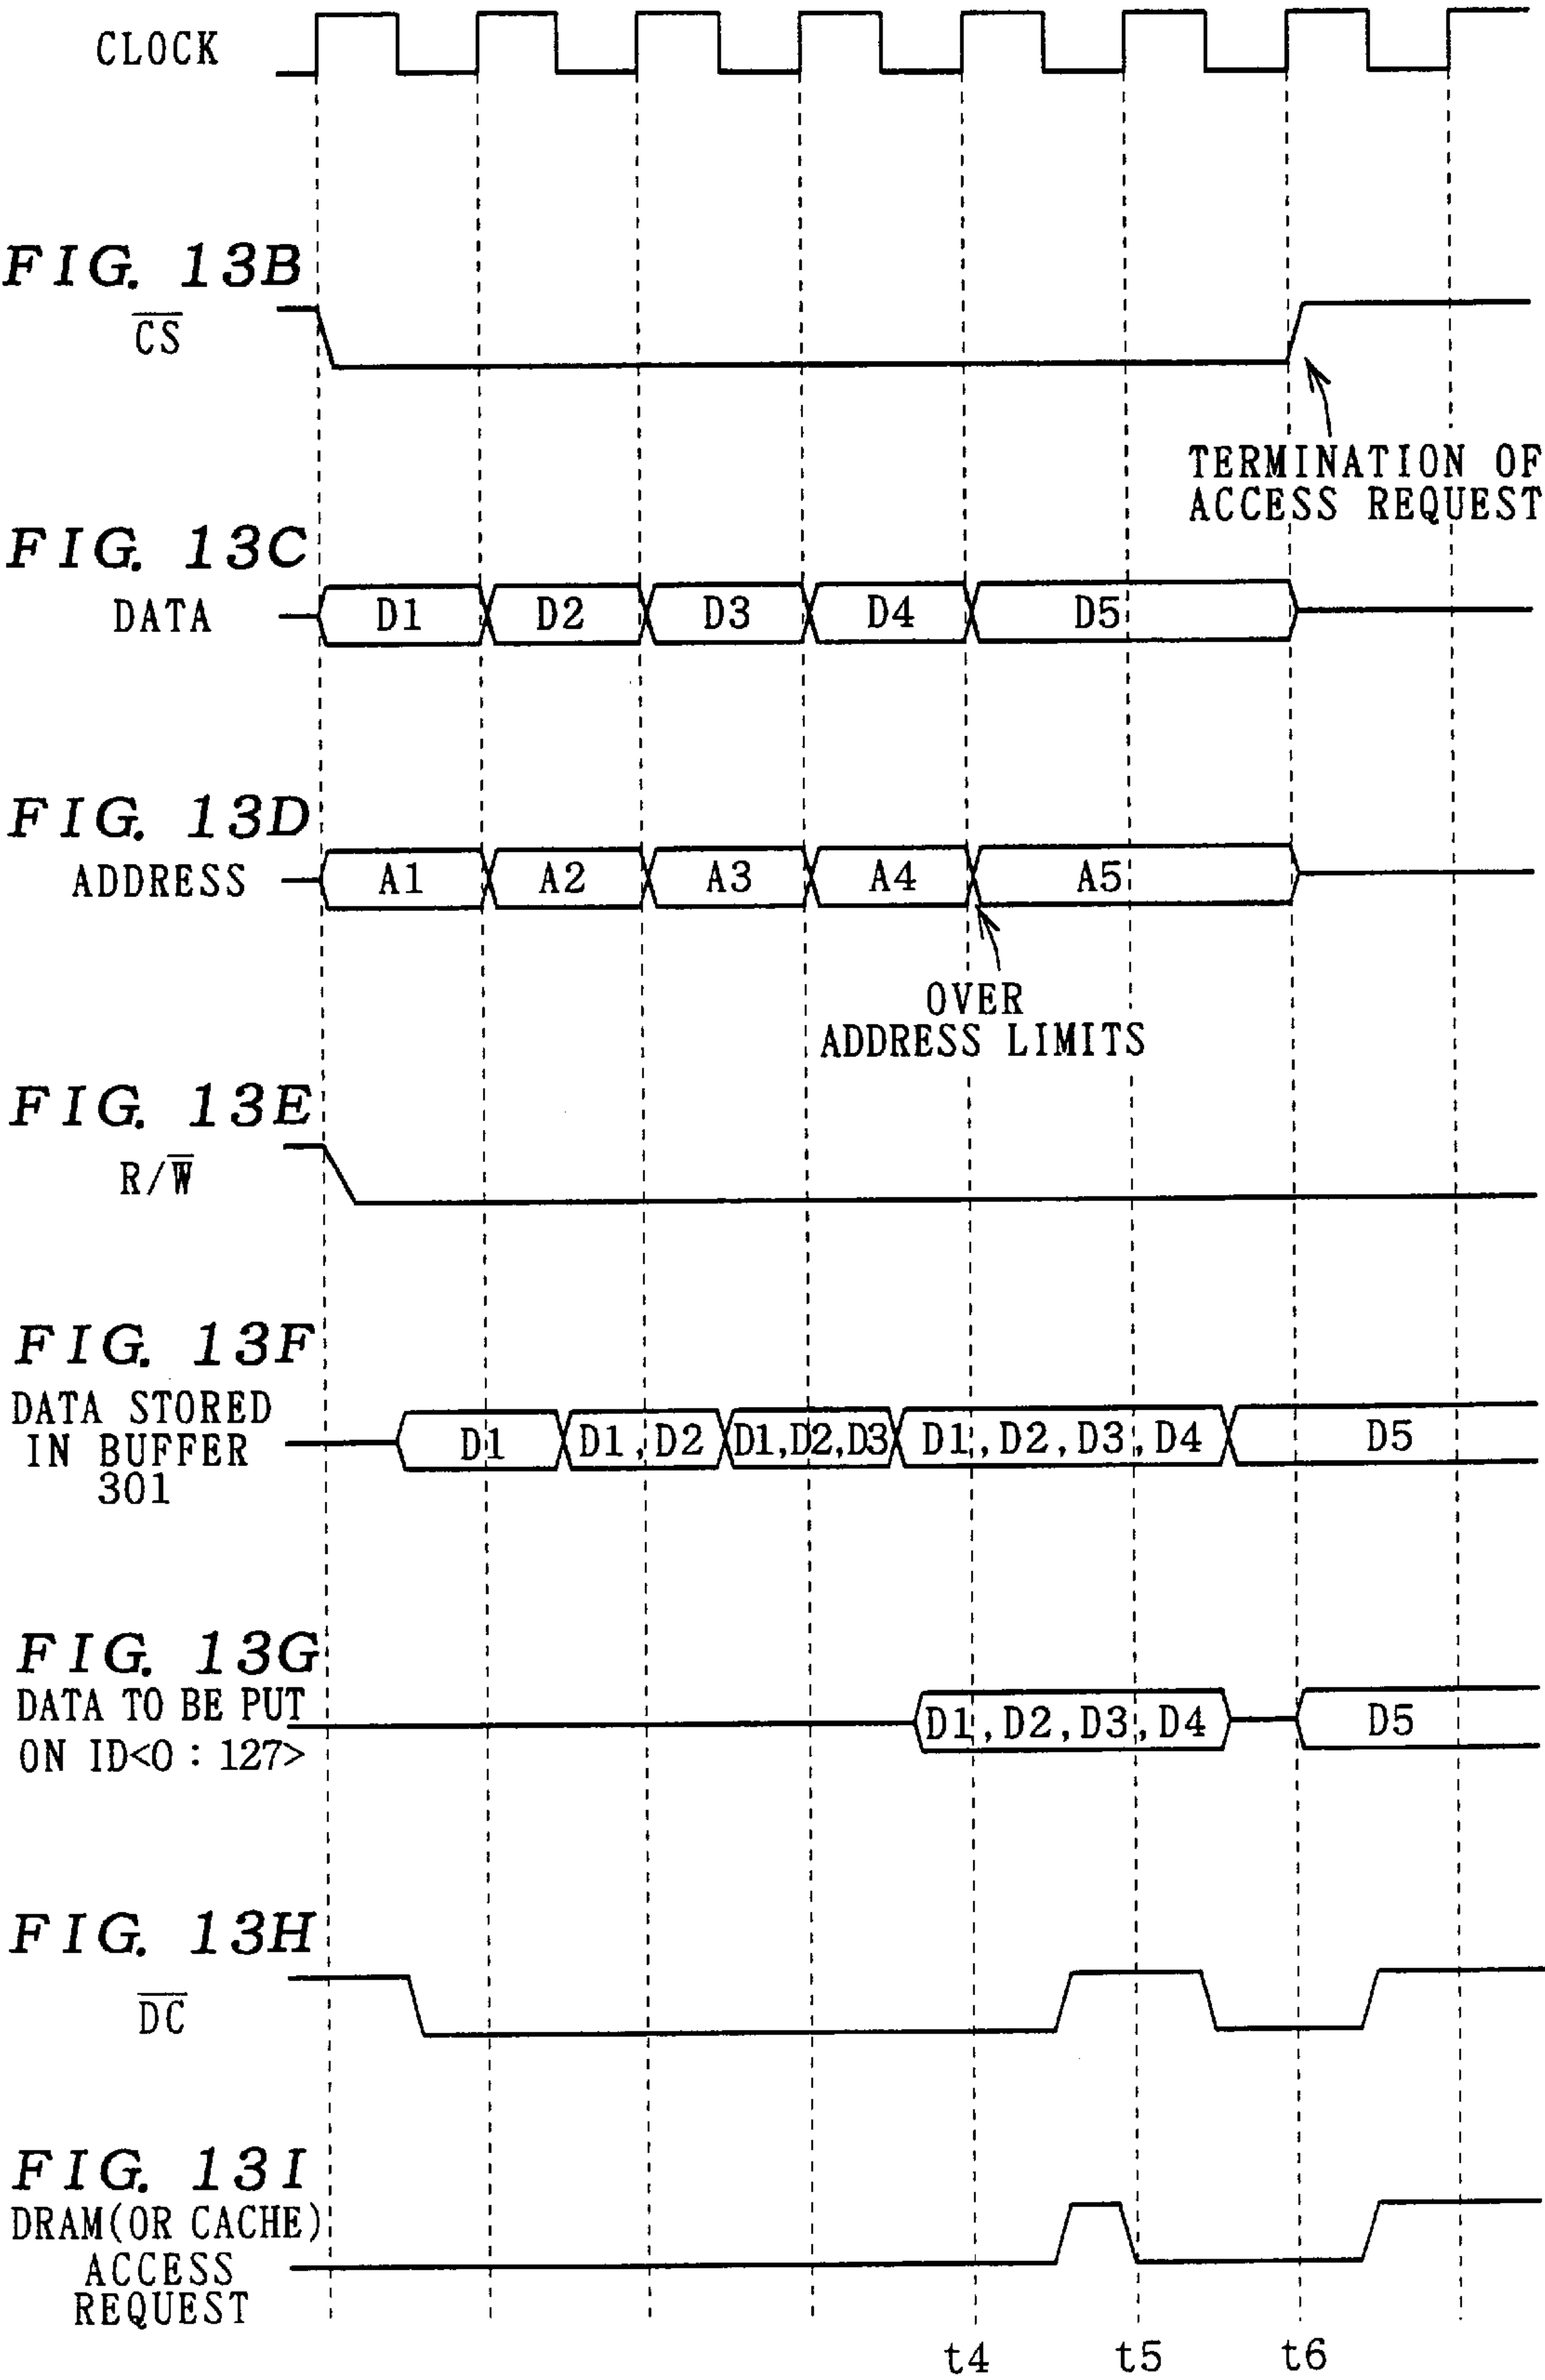 CLOCK
FIG. 13B
C̅S̅
TERMINATION OF
ACCESS REQUEST
FIG. 13C
DATA
D1 D2 D3 D4 D5
FIG. 13D
ADDRESS
A1 A2 A3 A4 A5
OVER
ADDRESS LIMITS
FIG. 13E
R/W̅
FIG. 13F
DATA STORED
IN BUFFER
301
D1 D1,D2 D1,D2,D3 D1,D2,D3,D4 D5
FIG. 13G
DATA TO BE PUT
ON ID<0 : 127>
D1,D2,D3,D4 D5
FIG. 13H
D̅C̅
FIG. 13I
DRAM(OR CACHE)
ACCESS
REQUEST
t4 t5 t6